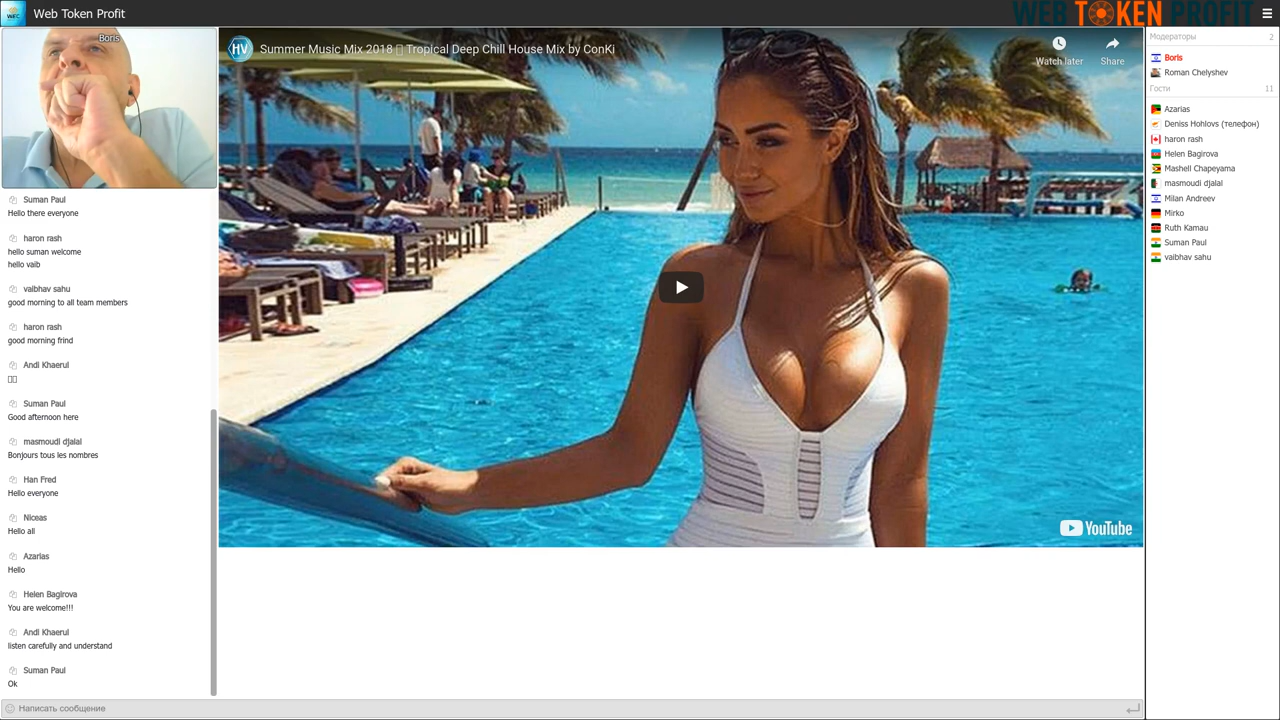 WEC
Web Token Profit
WEB TOKEN PROFIT
Boris
Suman Paul
Hello there everyone
haron rash
hello suman welcome
hello vaib
vaibhav sahu
good morning to all team members
haron rash
good morning frind
Andi Khaerul
Suman Paul
Good afternoon here
masmoudi djalal
Bonjours tous les nombres
Han Fred
Hello everyone
Niceas
Hello all
Azarias
Hello
Helen Bagirova
You are welcome!!!
Andi Khaerul
listen carefully and understand
Suman Paul
Ok
Написать сообщение
HV
Summer Music Mix 2018 Tropical Deep Chill House Mix by ConKi
Watch later
Share
YouTube
Модераторы 2
Boris
Roman Chelyshev
Гости 11
Azarias
Deniss Hohlovs (телефон)
haron rash
Helen Bagirova
Mashell Chapeyama
masmoudi djalal
Milan Andreev
Mirko
Ruth Kamau
Suman Paul
vaibhav sahu